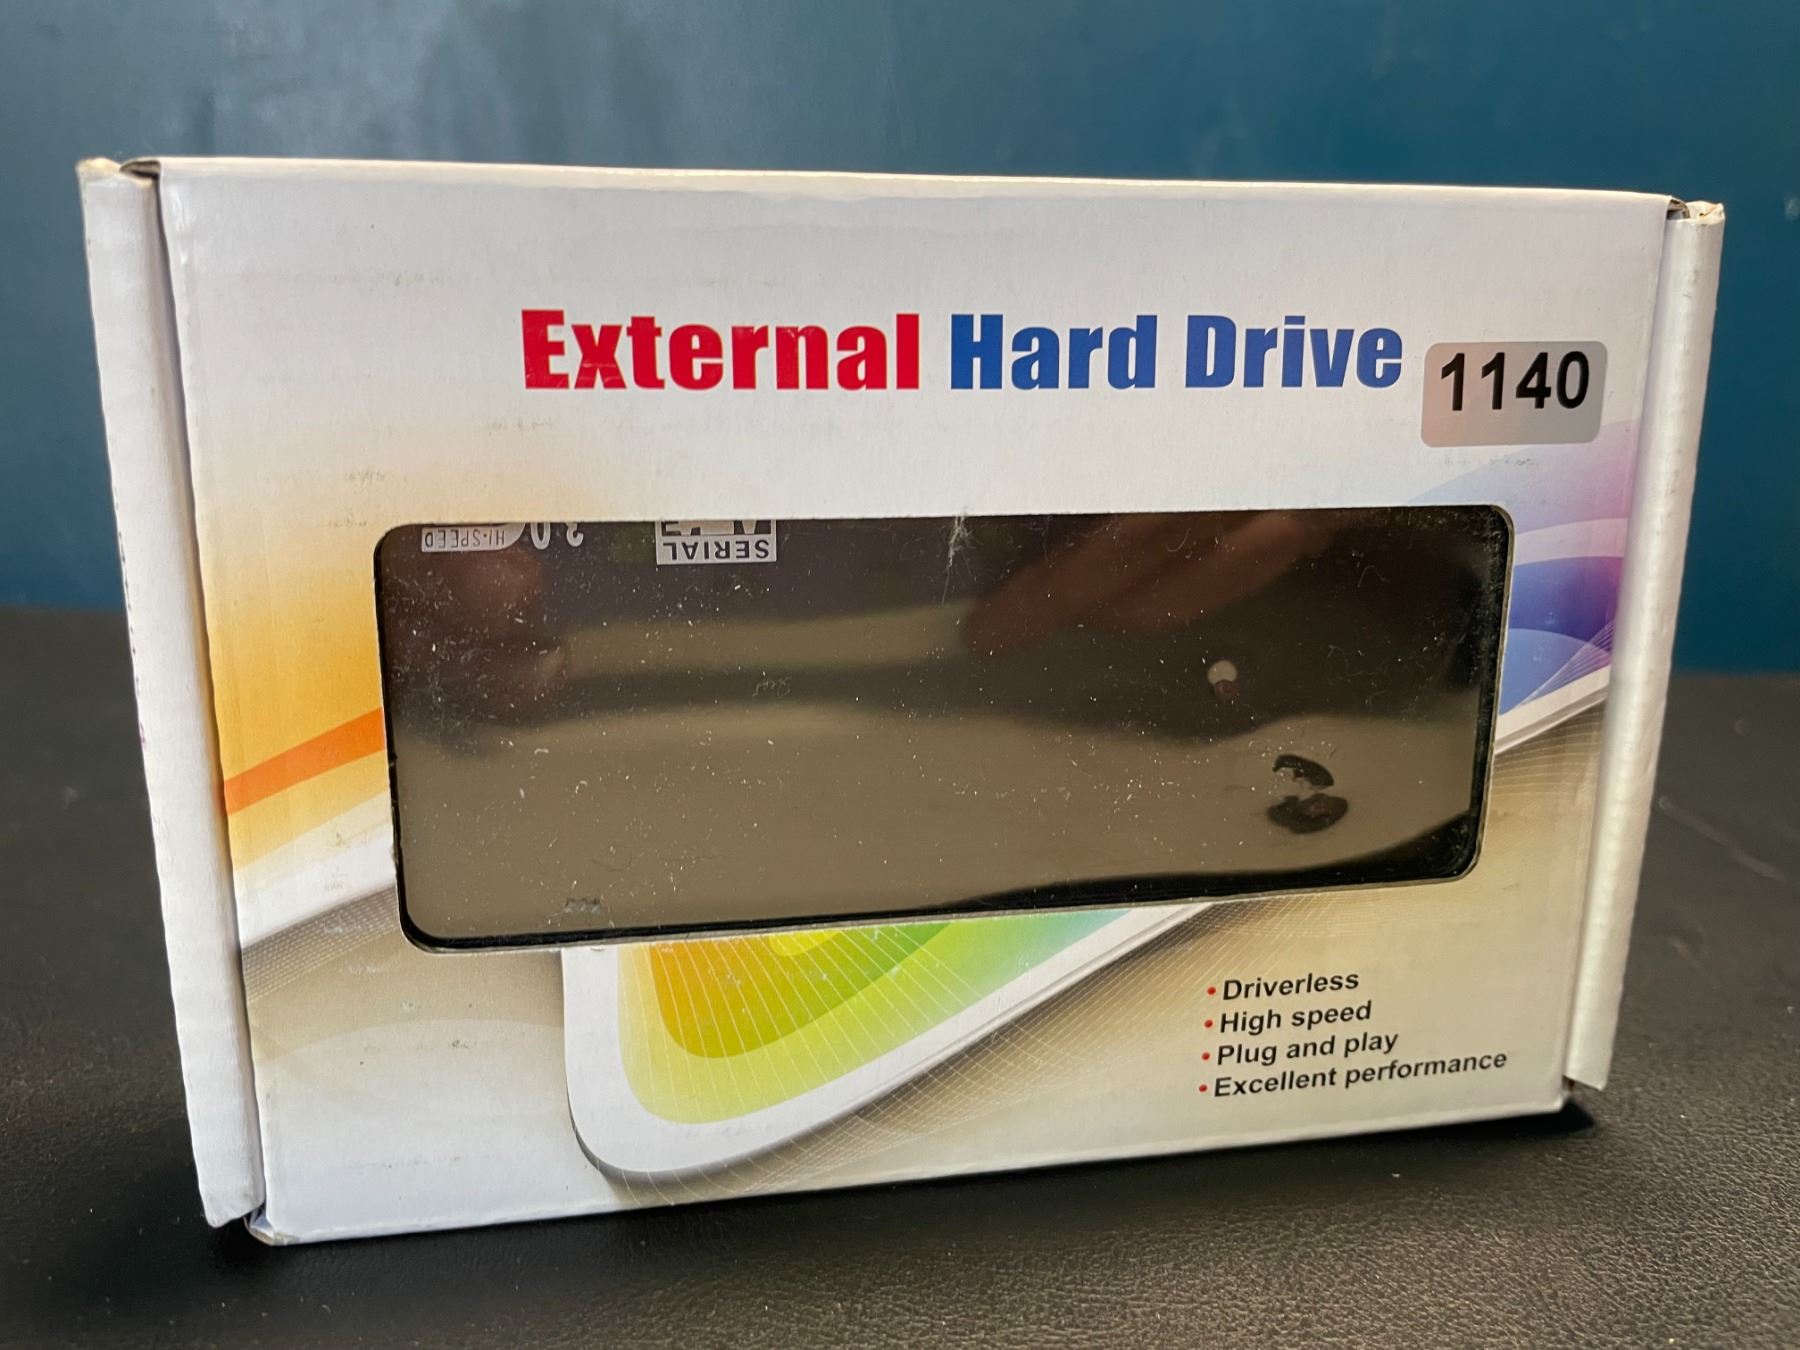 External Hard Drive
1140
HI-SPEED
3.0
SERIAL
• Driverless
• High speed
• Plug and play
• Excellent performance